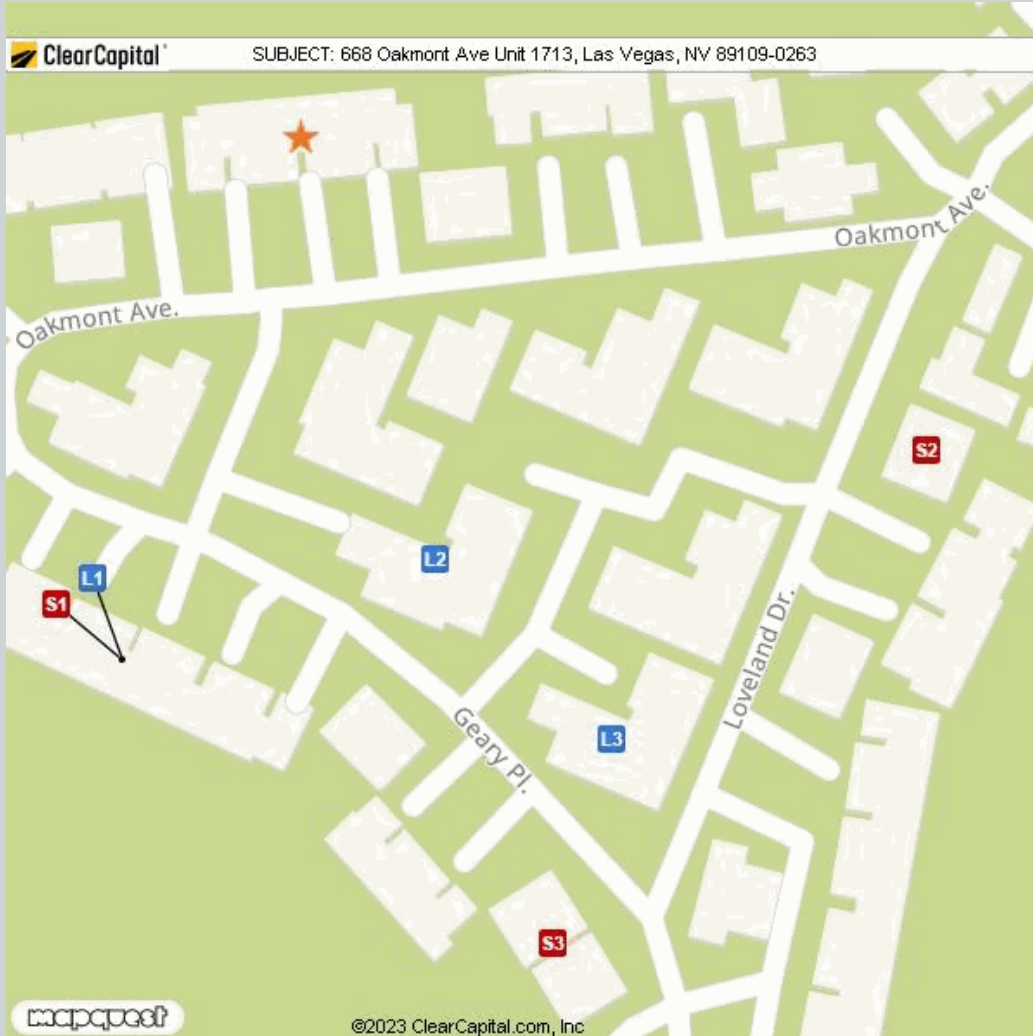 ClearCapital
SUBJECT: 668 Oakmont Ave Unit 1713, Las Vegas, NV 89109-0263
Oakmont Ave.
Oakmont Ave.
S2
L2
L1
S1
Loveland Dr.
Geary Pl.
L3
S3
mapquest
©2023 ClearCapital.com, Inc